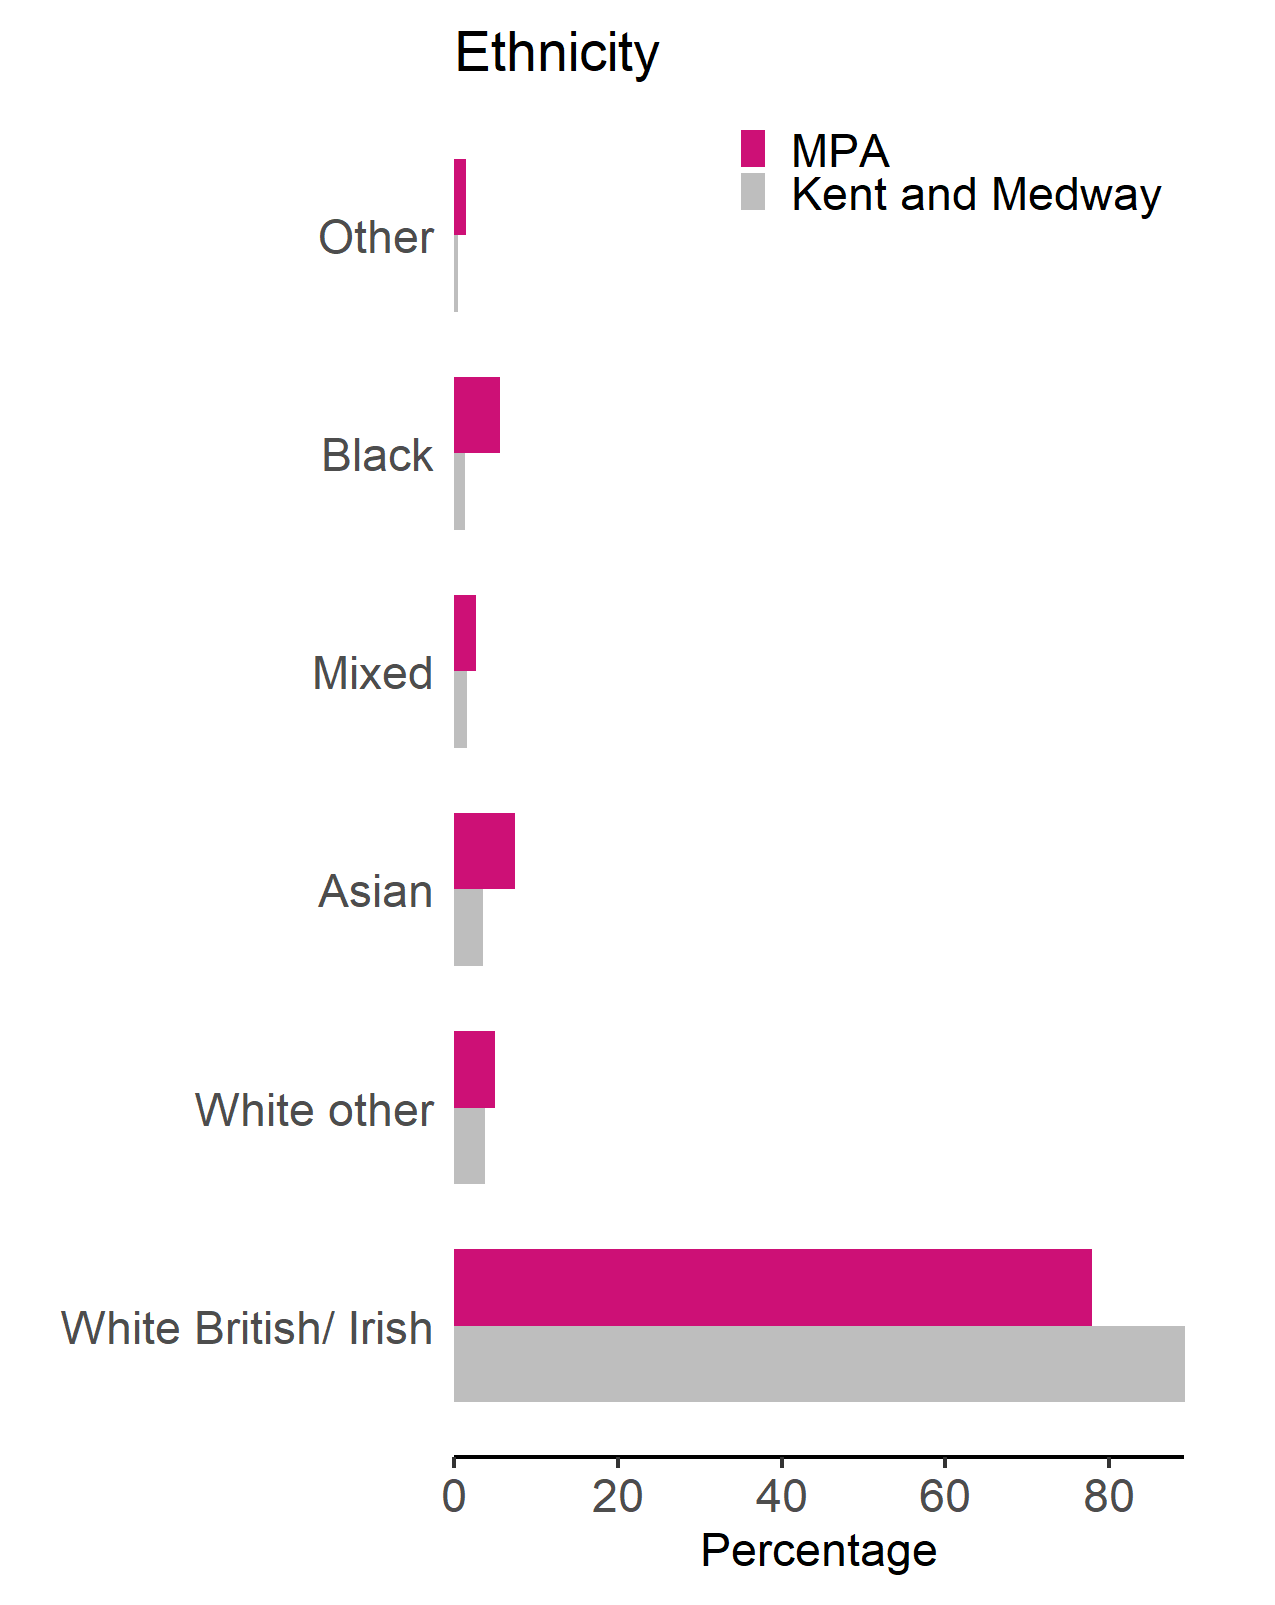 Ethnicity
MPA
Kent and Medway
Other
Black
Mixed
Asian
White other
White British/ Irish
0 20 40 60 80
Percentage